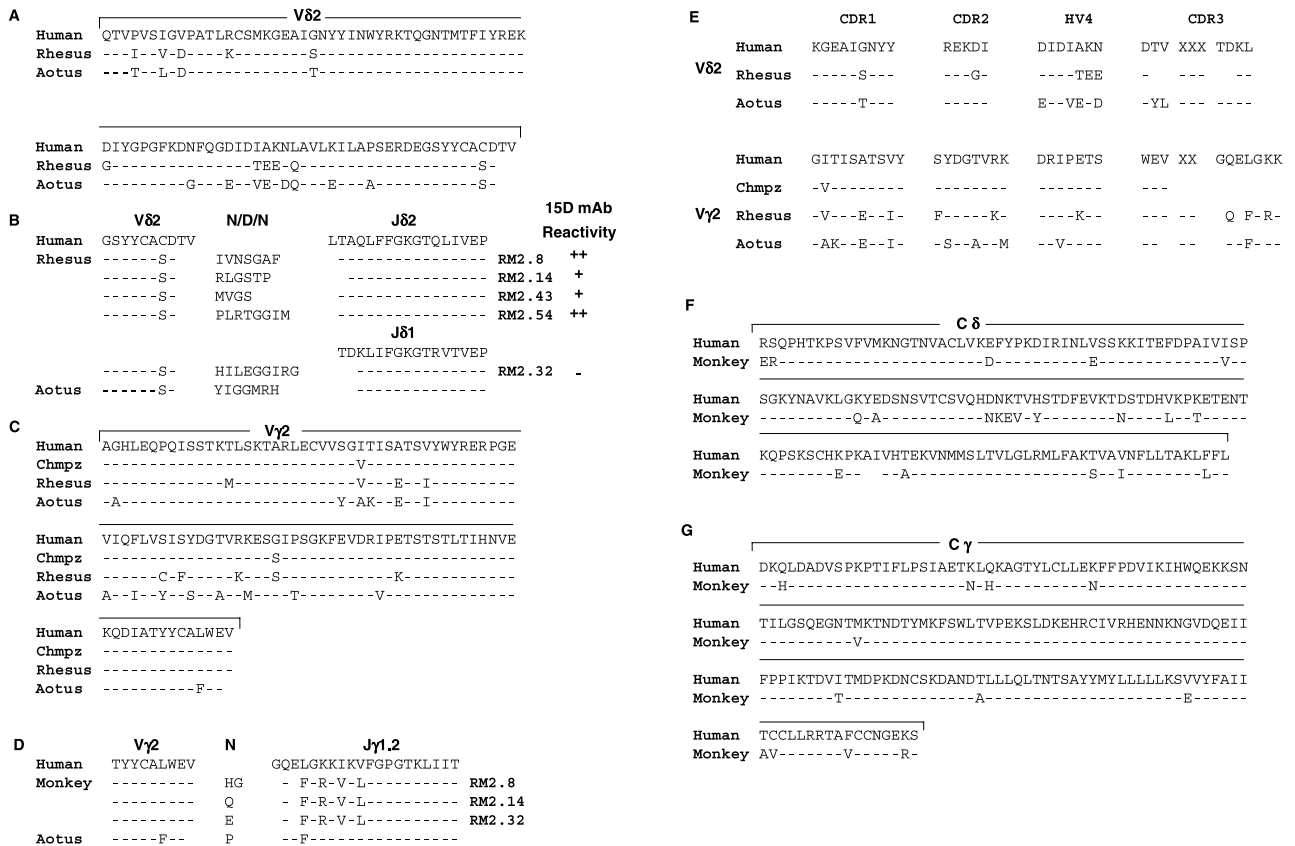 A
Vδ2
Human QTVPVSIGVPATLRCSMKGEAIGNYYINWYRKTQGNTMTFIYREK
Rhesus ---I--V-D----K--------S----------------------
Aotus ---T--L-D-------------T----------------------
Human DIYGPGFKDNFQGDIDIAKNLAVLKILAPSERDEGSYYCACDTV
Rhesus G---------------TEE-Q-------------------S---
Aotus ---------G---E--VE-DQ---E---A-----------S-
B
Vδ2 N/D/N Jδ2 15D mAb Reactivity
Human GSYYCACDTV LTAQLFFGKGTQLIVEP
Rhesus ------S- IVNSGAF ---------------- RM2.8 ++
------S- RLGSTP --------------- RM2.14 +
------S- MVGS ---------------- RM2.43 +
------S- PLRTGGIM ---------------- RM2.54 ++
Jδ1
TDKLIFGKGTRVTVEP
------S- HILEGGIRG -------------- RM2.32 -
Aotus ------S- YIGGMRH --------------
C
Vγ2
Human AGHLEQPQISSTKTLSKTARLECVVSGITISATSVYWYRERPGE
Chmpz ---------------------------V----------------
Rhesus -------------M-------------V---E--I---------
Aotus -A-----------------------Y-AK--E--I---------
Human VIQFLVSISYDGTVRKESGIPSGKFEVDRIPETSTSTLTIHNVE
Chmpz ------------------S-------------------------
Rhesus ------C-F-----K---S------------K------------
Aotus A--I--Y--S--A--M----T--------V--------------
Human KQDIATYYCALWEV
Chmpz --------------
Rhesus --------------
Aotus ----------F--
D
Vγ2 N Jγ1.2
Human TYYCALWEV GQELGKKIKVFGPGTKLIIT
Monkey --------- HG - F-R-V-L---------- RM2.8
--------- Q - F-R-V-L---------- RM2.14
--------- E - F-R-V-L---------- RM2.32
Aotus -----F-- P --F----------------
E
CDR1 CDR2 HV4 CDR3
Human KGEAIGNYY REKDI DIDIAKN DTV XXX TDKL
Vδ2
Rhesus -----S--- ---G- ----TEE - --- --
Aotus -----T--- ----- E--VE-D -YL --- ----
Human GITISATSVY SYDGTVRK DRIPETS WEV XX GQELGKK
Chmpz -V-------- -------- ------- ---
Vγ2
Rhesus -V---E--I- F-----K- ----K-- --- -- Q F-R-
Aotus -AK--E--I- -S--A--M --V---- -- -- --F----
F
C δ
Human RSQPHTKPSVFVMKNGTNVACLVKEFYPKDIRINLVSSKKITEFDPAIVISP
Monkey ER----------------------D----------E-------------V--
Human SGKYNAVKLGKYEDSNSVTCSVQHDNKTVHSTDFEVKTDSTDHVKPKETENT
Monkey ----------Q-A-----------NKEV-Y--------N----L--T-----
Human KQPSKSCHKPKAIVHTEKVNMMSLTVLGLRMLFAKTVAVNFLLTAKLFFL
Monkey --------E--- --A-------------------S--I--------L--
G
C γ
Human DKQLDADVSPKPTIFLPSIAETKLQKAGTYLCLLEKFFPDVIKIHWQEKKSN
Monkey --H-------------------N-H----------N----------------
Human TILGSQEGNTMKTNDTYMKFSWLTVPEKSLDKEHRCIVRHENNKNGVDQEII
Monkey ----------V-----------------------------------------
Human FPPIKTDVITMDPKDNCSKDANDTLLLQLTNTSAYYMYLLLLLKSVVYFAII
Monkey --------T--------------A---------------------E------
Human TCCLLRRTAFCCNGEKS
Monkey AV-------V-----R-